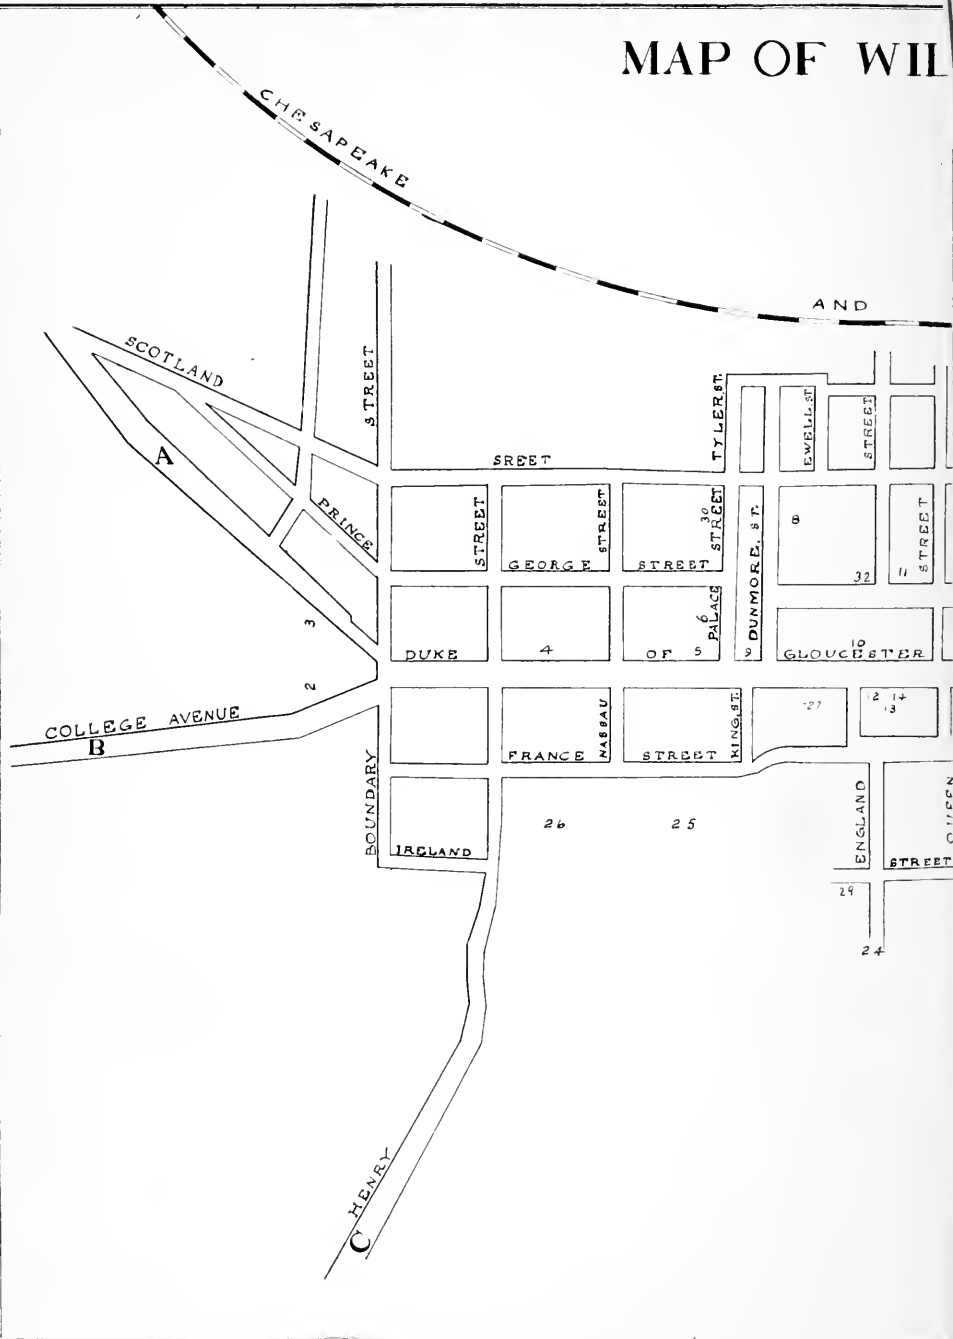 MAP OF WIL
CHESAPEAKE
AND
SCOTLAND
STREET
A
TYLER, ST.
EWELL, ST
STREET
SREET
PRINCE
STREET
STREET
30
STREET
DUNMORE, ST.
8
STREET
GEORGE
STREET
32
11
3
6
PALACE
DUKE
4
OF
5
9
10
GLOUCESTER
2
COLLEGE AVENUE
B
NASSAU
KING, ST.
27
12 14
13
FRANCE
STREET
BOUNDARY
ENGLAND
QUEEN
26
25
IRELAND
STREET
29
24
HENRY
C